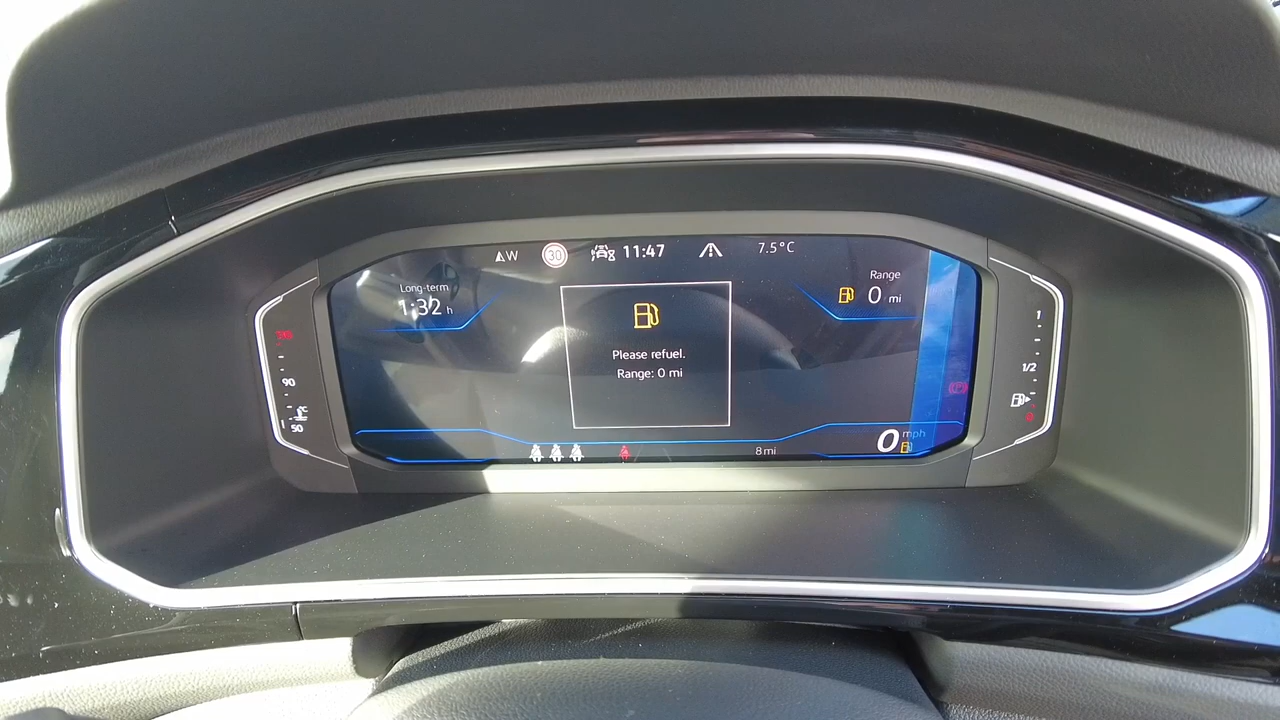 W
30
11:47
7.5°C
Long-term
1:32 h
Range
0 mi
Please refuel.
Range: 0 mi
90
°C
50
1
1/2
0
0 mph
8 mi